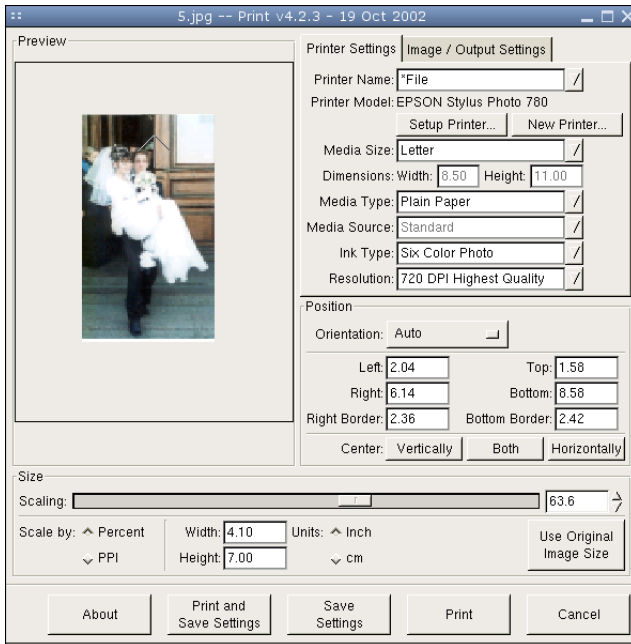 5.jpg -- Print v4.2.3 - 19 Oct 2002
Preview
Printer Settings
Image / Output Settings
Printer Name: *File
Printer Model: EPSON Stylus Photo 780
Setup Printer...
New Printer...
Media Size: Letter
Dimensions: Width: 8.50 Height: 11.00
Media Type: Plain Paper
Media Source: Standard
Ink Type: Six Color Photo
Resolution: 720 DPI Highest Quality
Position
Orientation: Auto
Left: 2.04 Top: 1.58
Right: 6.14 Bottom: 8.58
Right Border: 2.36 Bottom Border: 2.42
Center: Vertically Both Horizontally
Size
Scaling: 63.6
Scale by: Percent
PPI
Width: 4.10
Height: 7.00
Units: Inch
cm
Use Original
Image Size
About
Print and
Save Settings
Save
Settings
Print
Cancel